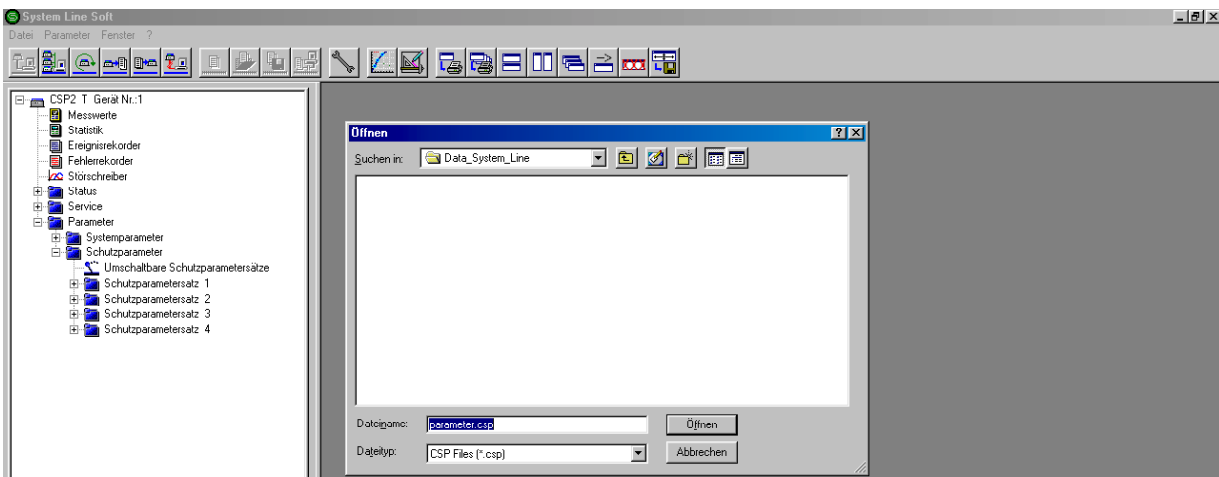 System Line Soft
Datei Parameter Fenster ?
CSP2 T Gerät Nr.:1
Messwerte
Statistik
Ereignisrekorder
Fehlerrekorder
Störschreiber
Status
Service
Parameter
Systemparameter
Schutzparameter
Umschaltbare Schutzparametersätze
Schutzparametersatz 1
Schutzparametersatz 2
Schutzparametersatz 3
Schutzparametersatz 4
Öffnen
Suchen in: Data_System_Line
Dateiname: parameter.csp Öffnen
Dateityp: CSP Files (*.csp) Abbrechen